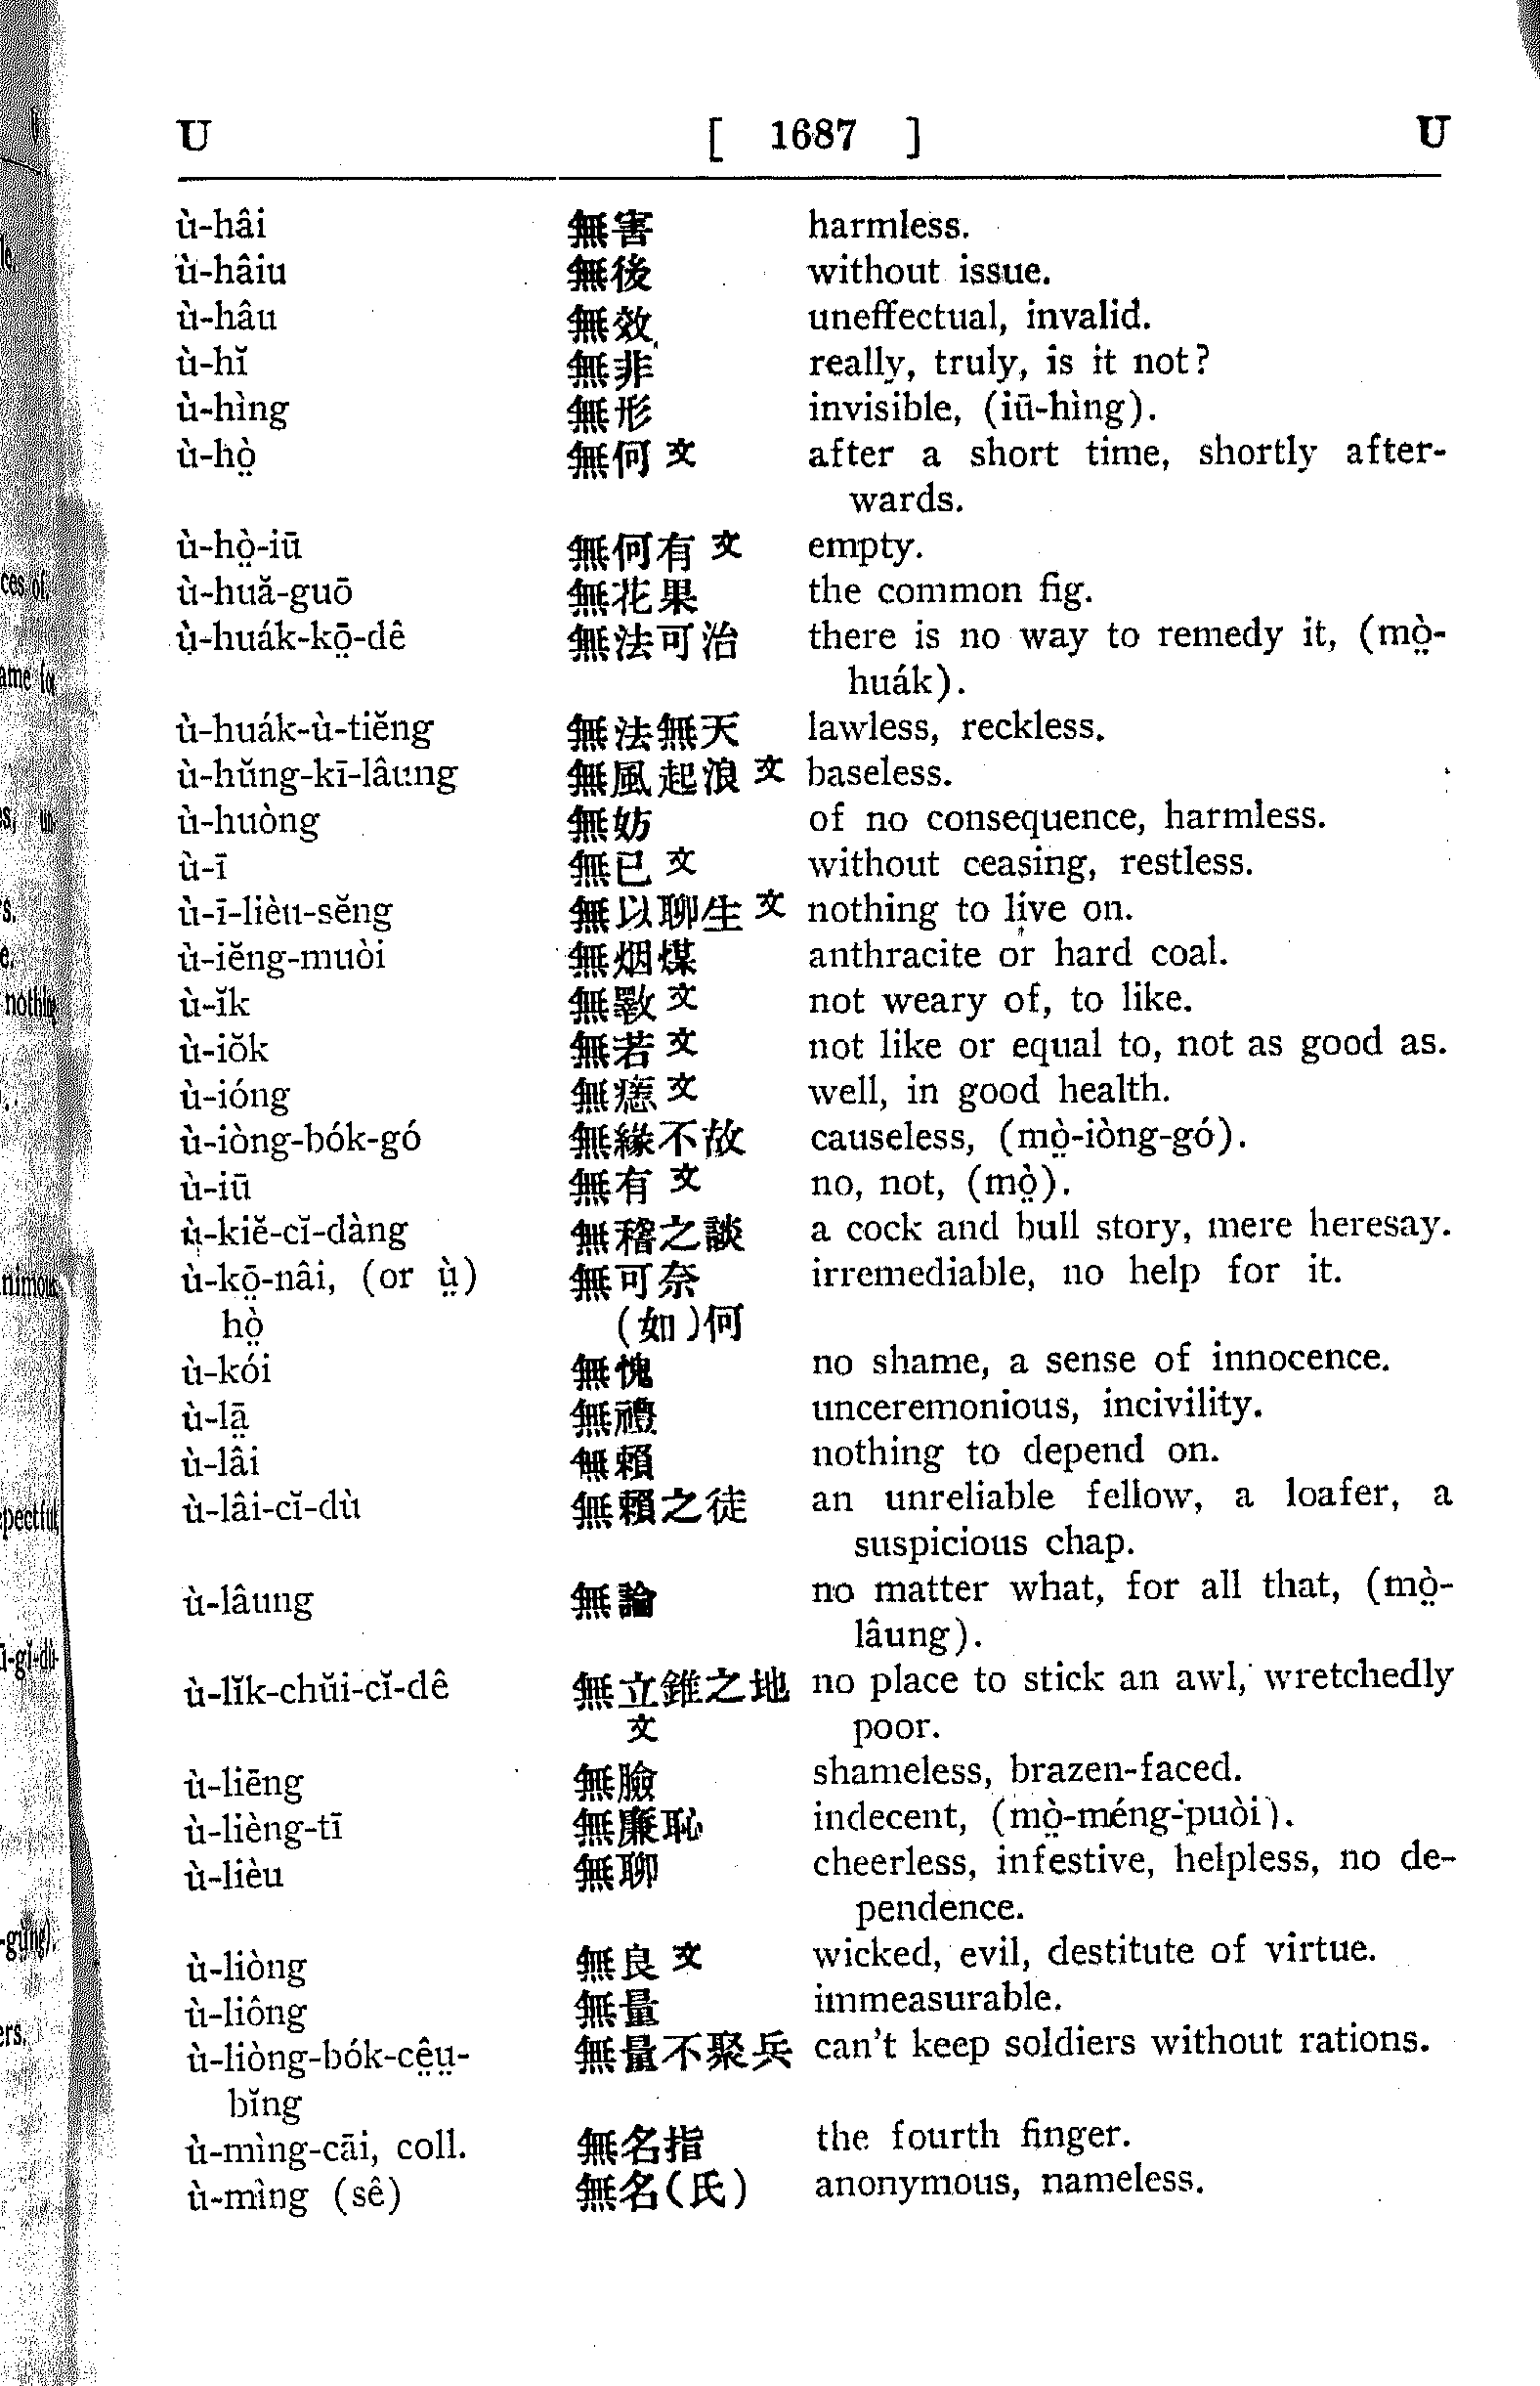 U [ 1687 ] U
ù-hâi 無害 harmless.
ù-hâiu 無後 without issue.
ù-hâu 無效 uneffectual, invalid.
ù-hĭ 無非 really, truly, is it not?
ù-hìng 無形 invisible, (iū-hìng).
ù-hò̤ 無何文 after a short time, shortly after-
wards.
ù-hò̤-iū 無何有文 empty.
ù-huă-guō 無花果 the common fig.
ù-huák-kō̤-dê 無法可治 there is no way to remedy it, (mò̤-
huák).
ù-huák-ù-tiĕng 無法無天 lawless, reckless.
ù-hŭng-kī-lâung 無風起浪文 baseless.
ù-huòng 無妨 of no consequence, harmless.
ù-ī 無已文 without ceasing, restless.
ù-ī-lièu-sĕng 無以聊生文 nothing to live on.
ù-iĕng-muòi 無烟煤 anthracite or hard coal.
ù-ĭk 無斁文 not weary of, to like.
ù-iŏk 無若文 not like or equal to, not as good as.
ù-ióng 無癋文 well, in good health.
ù-iòng-bók-gó 無緣不故 causeless, (mò̤-iòng-gó).
ù-iū 無有文 no, not, (mò̤).
ù-kiĕ-cĭ-dàng 無稽之談 a cock and bull story, mere heresay.
ù-kō̤-nâi, (or ṳ̀) 無可奈 irremediable, no help for it.
hò̤ (如)何
ù-kói 無愧 no shame, a sense of innocence.
ù-lā̤ 無禮 unceremonious, incivility.
ù-lâi 無賴 nothing to depend on.
ù-lâi-cĭ-dù 無賴之徒 an unreliable fellow, a loafer, a
suspicious chap.
ù-lâung 無論 no matter what, for all that, (mò̤-
lâung).
ù-lĭk-chŭi-cĭ-dê 無立錐之地 no place to stick an awl, wretchedly
文 poor.
ù-liēng 無臉 shameless, brazen-faced.
ù-lièng-tī 無廉恥 indecent, (mò̤-méng-puòi).
ù-lièu 無聊 cheerless, infestive, helpless, no de-
pendence.
ù-liòng 無良文 wicked, evil, destitute of virtue.
ù-liông 無量 immeasurable.
ù-liòng-bók-cê̤ṳ- 無量不聚兵 can't keep soldiers without rations.
bĭng
ù-mìng-cāi, coll. 無名指 the fourth finger.
ù-mìng (sê) 無名(氏) anonymous, nameless.